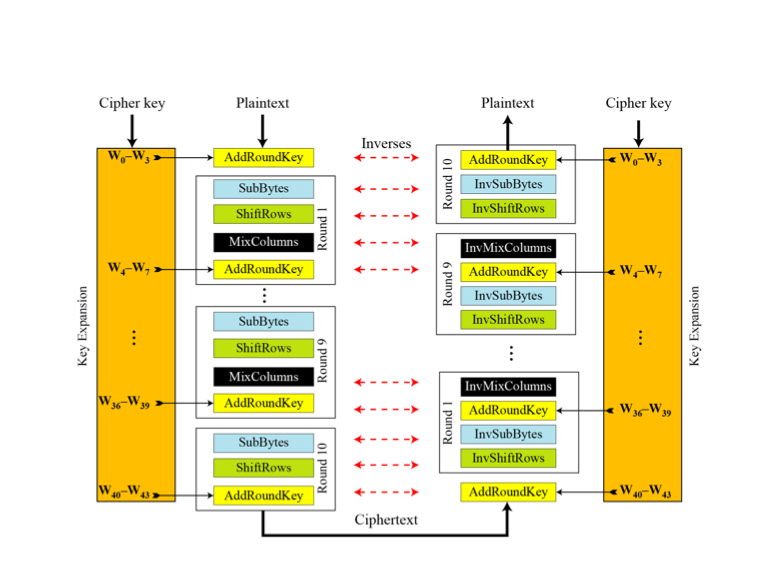 Cipher key
Plaintext
Plaintext
Cipher key
W0–W3
AddRoundKey
Inverses
AddRoundKey
W0–W3
SubBytes
InvSubBytes
ShiftRows
InvShiftRows
Round 1
Round 10
MixColumns
InvMixColumns
W4–W7
AddRoundKey
AddRoundKey
W4–W7
InvSubBytes
Round 9
⋮
SubBytes
InvShiftRows
Key Expansion
⋮
ShiftRows
Round 9
⋮
⋮
Key Expansion
MixColumns
InvMixColumns
W36–W39
AddRoundKey
AddRoundKey
W36–W39
SubBytes
InvSubBytes
Round 1
ShiftRows
InvShiftRows
Round 10
W40–W43
AddRoundKey
AddRoundKey
W40–W43
Ciphertext